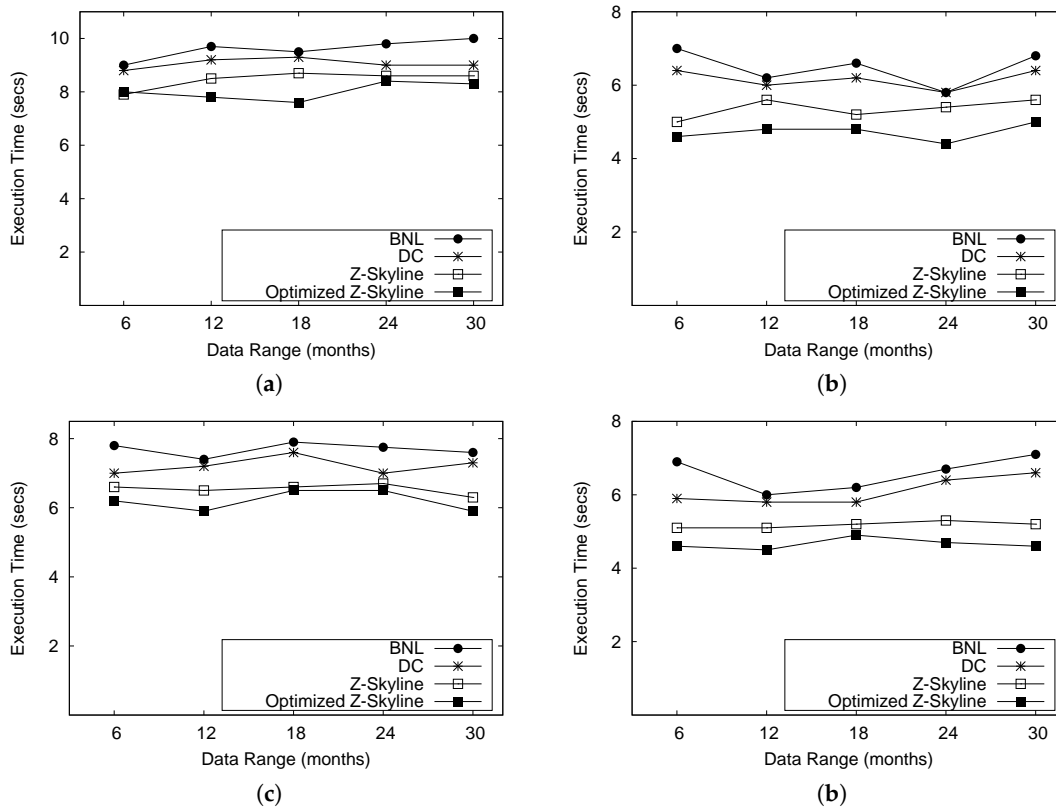 10
8
6
4
2
Execution Time (secs)
BNL
DC
Z-Skyline
Optimized Z-Skyline
6 12 18 24 30
Data Range (months)
(a)
8
6
4
2
Execution Time (secs)
BNL
DC
Z-Skyline
Optimized Z-Skyline
6 12 18 24 30
Data Range (months)
(b)
8
6
4
2
Execution Time (secs)
BNL
DC
Z-Skyline
Optimized Z-Skyline
6 12 18 24 30
Data Range (months)
(c)
8
6
4
2
Execution Time (secs)
BNL
DC
Z-Skyline
Optimized Z-Skyline
6 12 18 24 30
Data Range (months)
(b)